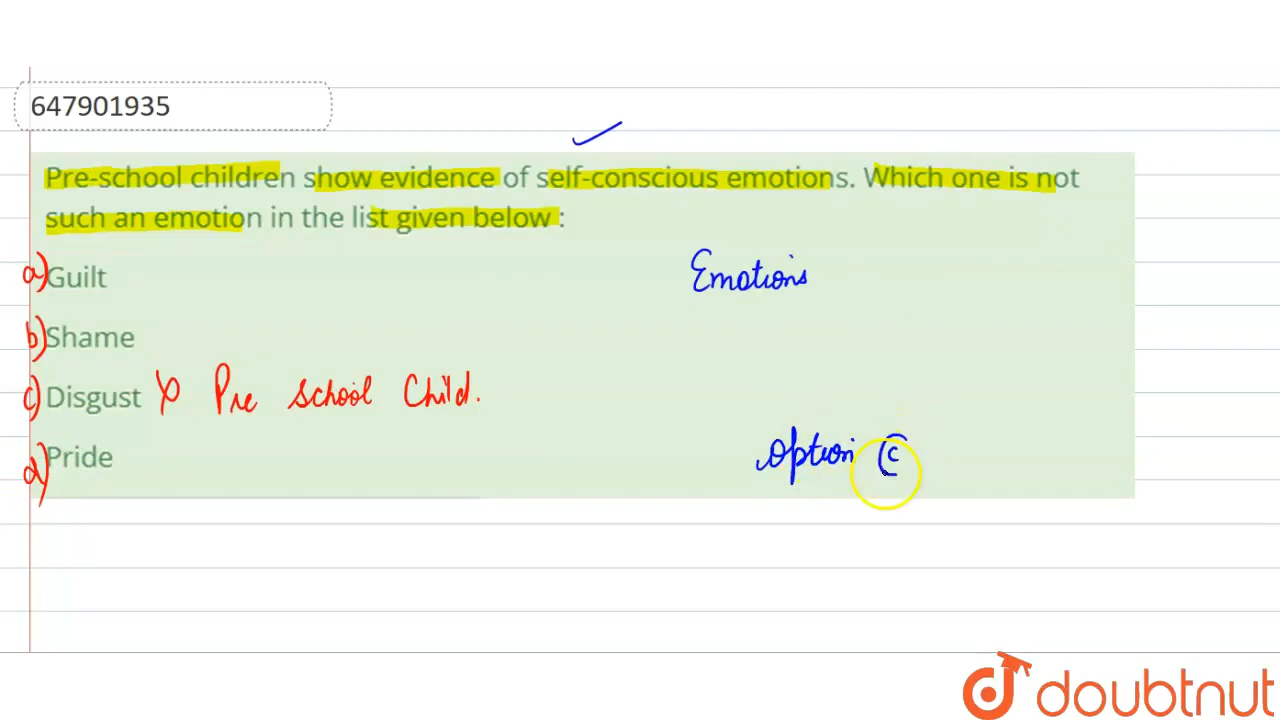 647901935
Pre-school children show evidence of self-conscious emotions. Which one is not
such an emotion in the list given below :
a) Guilt
Emotions
b) Shame
c) Disgust X Pre School Child.
d) Pride
Option (c
doubtnut